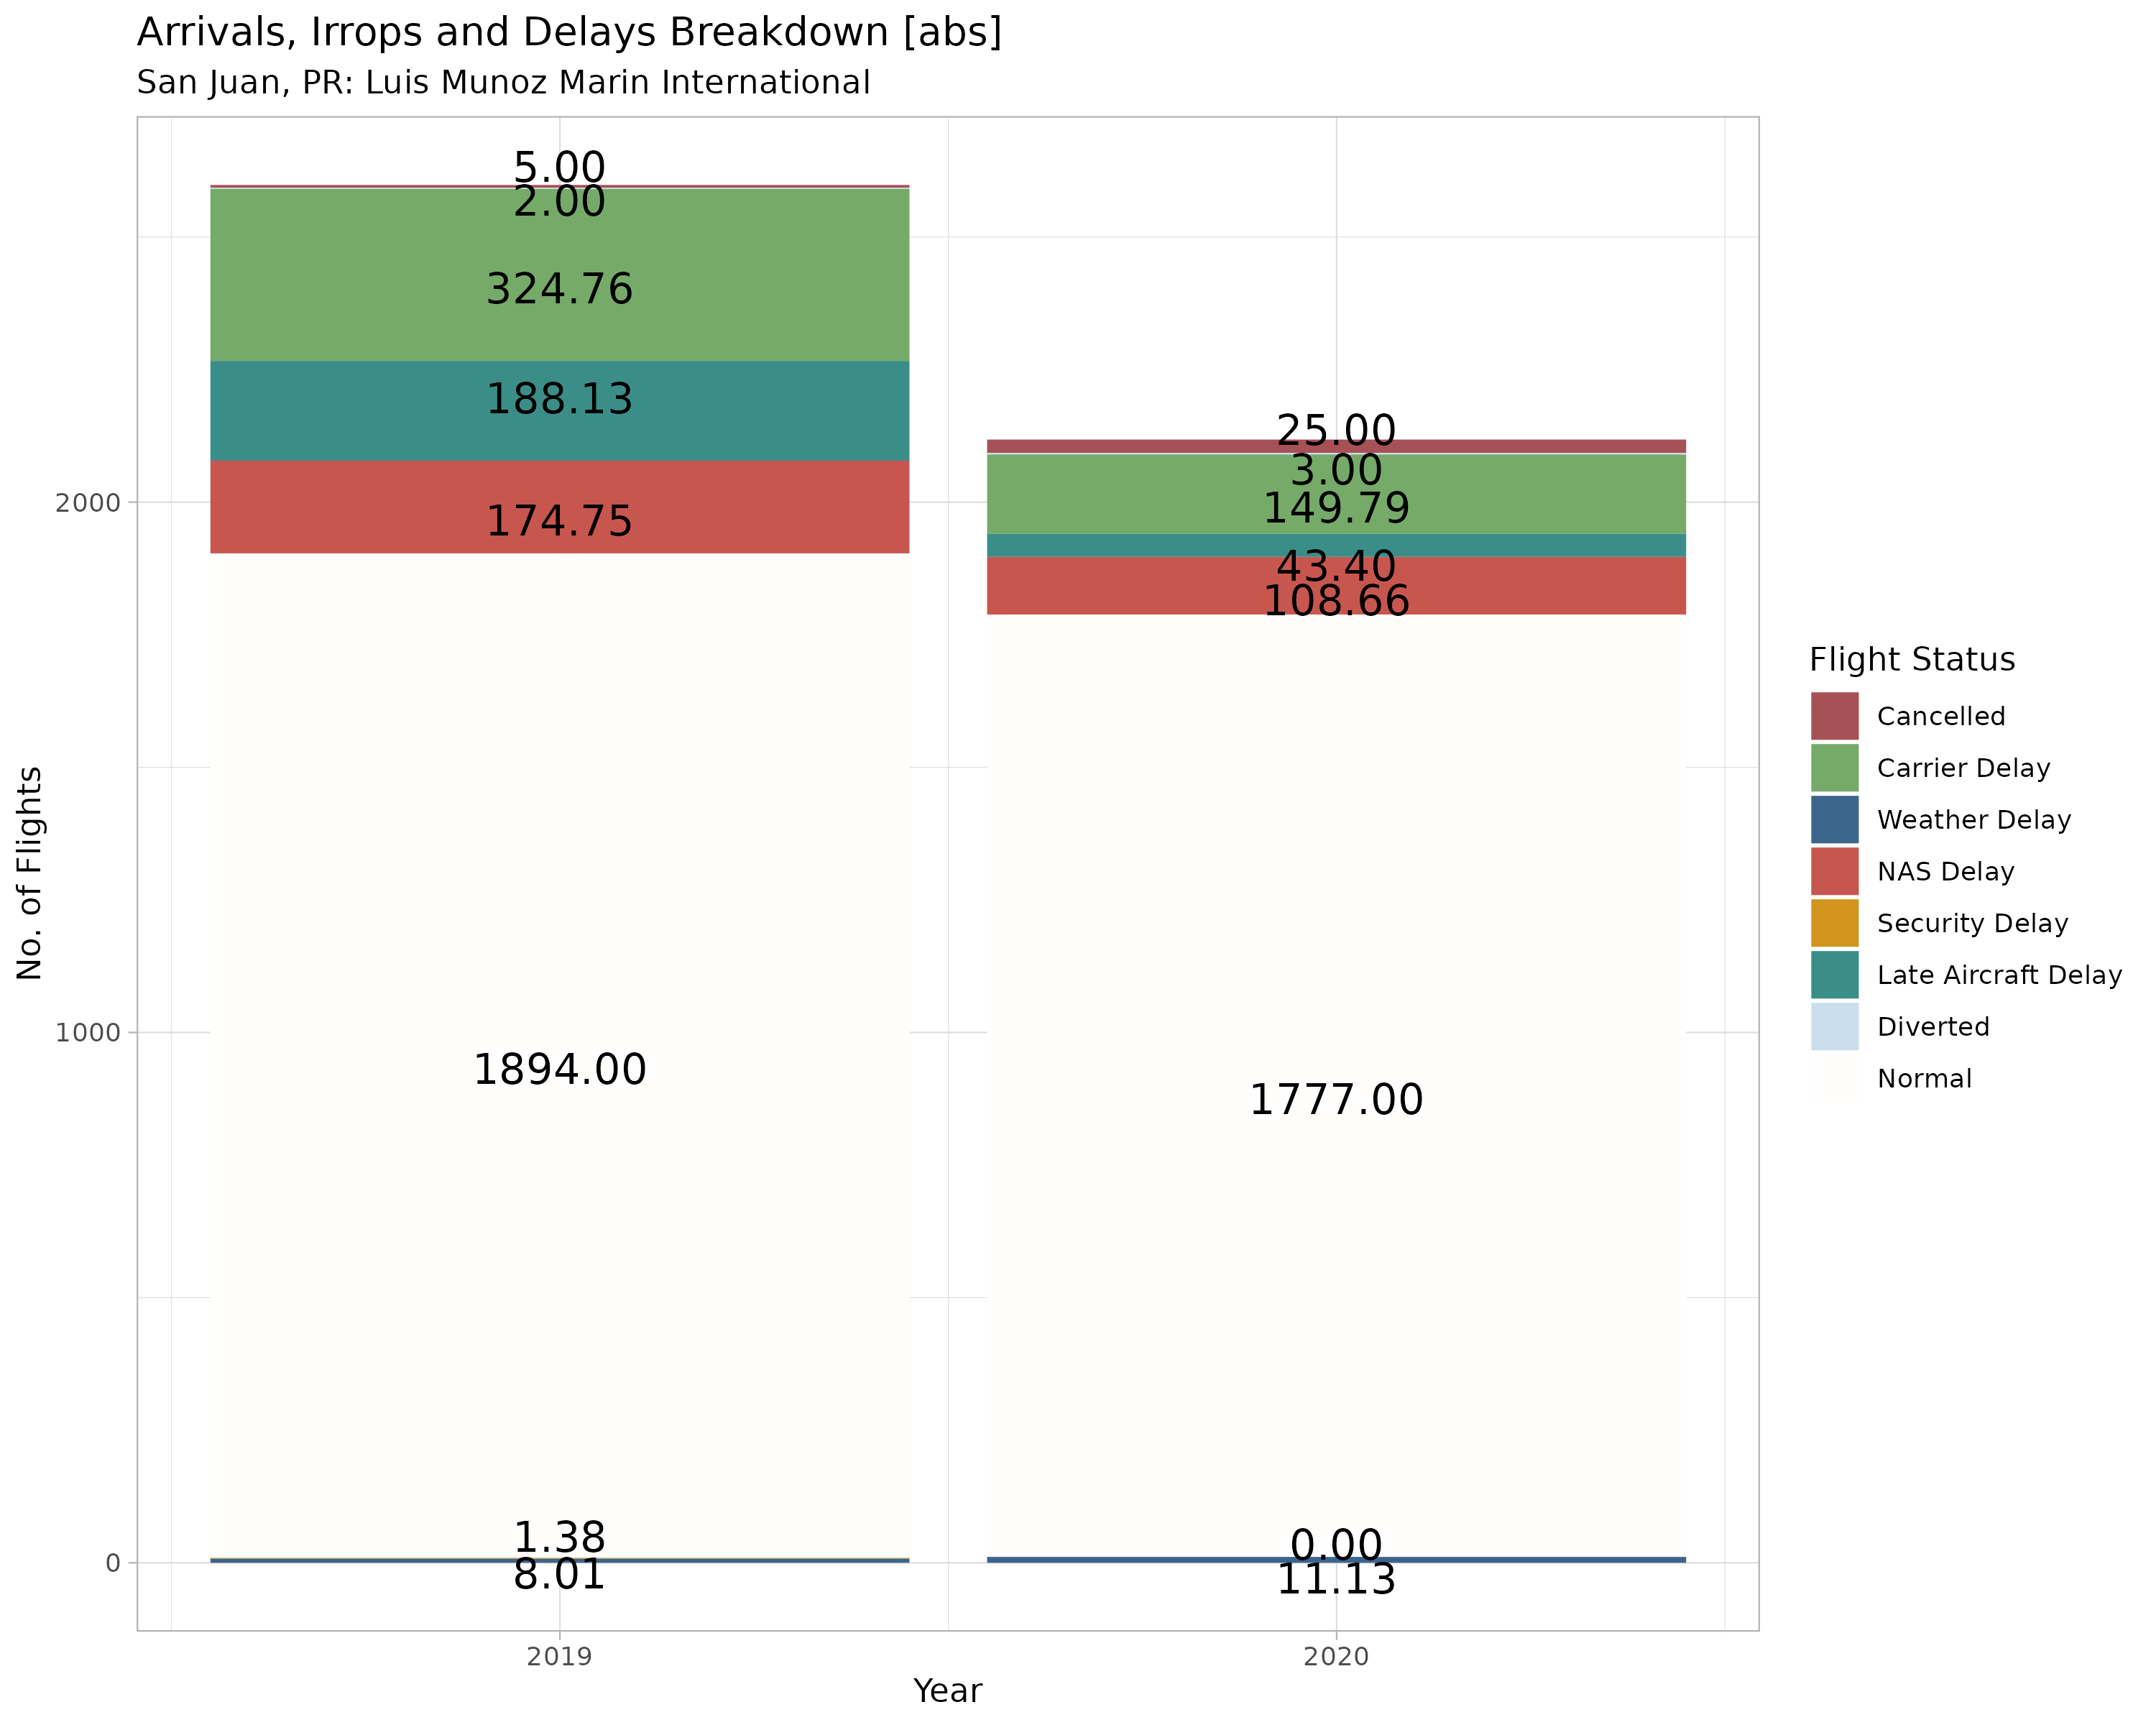 Arrivals, Irrops and Delays Breakdown [abs]
San Juan, PR: Luis Munoz Marin International
No. of Flights
2000
1000
0
5.00
2.00
324.76
188.13
174.75
1894.00
1.38
8.01
25.00
3.00
149.79
43.40
108.66
1777.00
0.00
11.13
2019
2020
Year
Flight Status
Cancelled
Carrier Delay
Weather Delay
NAS Delay
Security Delay
Late Aircraft Delay
Diverted
Normal